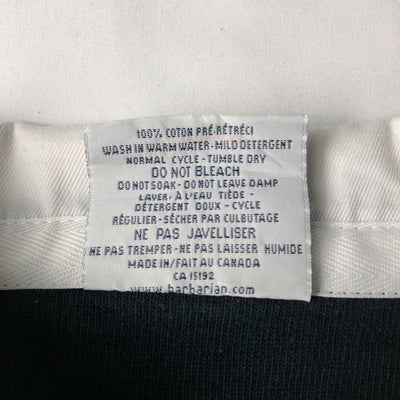 100% COTON PRÉ-RÉTRÉCI
WASH IN WARM WATER-MILD DETERGENT
NORMAL CYCLE-TUMBLE DRY
DO NOT BLEACH
DO NOT SOAK-DO NOT LEAVE DAMP
LAVER- À L'EAU TIÈDE -
DÉTERGENT DOUX - CYCLE
RÉGULIER-SÉCHER PAR CULBUTAGE
NE PAS JAVELLISER
NE PAS TREMPER-NE PAS LAISSER HUMIDE
MADE IN/FAIT AU CANADA
CA 15192
www.barbarian.com